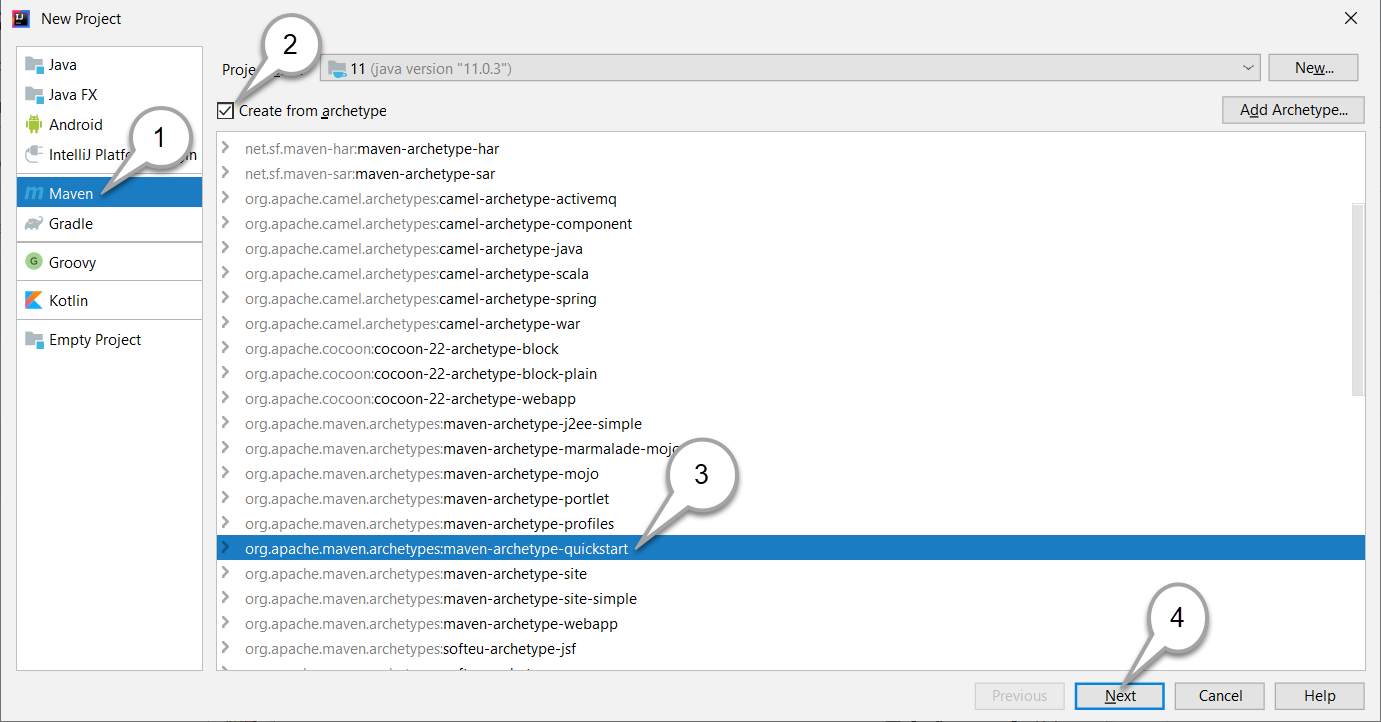 New Project
Java
Java FX
Android
IntelliJ
Maven
Gradle
Groovy
Kotlin
Empty Project
1
2
11 (java version "11.0.3")
New...
Create from archetype
Add Archetype...
net.sf.maven-har:maven-archetype-har
net.sf.maven-sar:maven-archetype-sar
org.apache.camel.archetypes:camel-archetype-activemq
org.apache.camel.archetypes:camel-archetype-component
org.apache.camel.archetypes:camel-archetype-java
org.apache.camel.archetypes:camel-archetype-scala
org.apache.camel.archetypes:camel-archetype-spring
org.apache.camel.archetypes:camel-archetype-war
org.apache.cocoon:cocoon-22-archetype-block
org.apache.cocoon:cocoon-22-archetype-block-plain
org.apache.cocoon:cocoon-22-archetype-webapp
org.apache.maven.archetypes:maven-archetype-j2ee-simple
org.apache.maven.archetypes:maven-archetype-marmalade-mojo
org.apache.maven.archetypes:maven-archetype-mojo
org.apache.maven.archetypes:maven-archetype-portlet
org.apache.maven.archetypes:maven-archetype-profiles
org.apache.maven.archetypes:maven-archetype-quickstart
org.apache.maven.archetypes:maven-archetype-site
org.apache.maven.archetypes:maven-archetype-site-simple
org.apache.maven.archetypes:maven-archetype-webapp
org.apache.maven.archetypes:softeu-archetype-jsf
3
4
Previous
Next
Cancel
Help